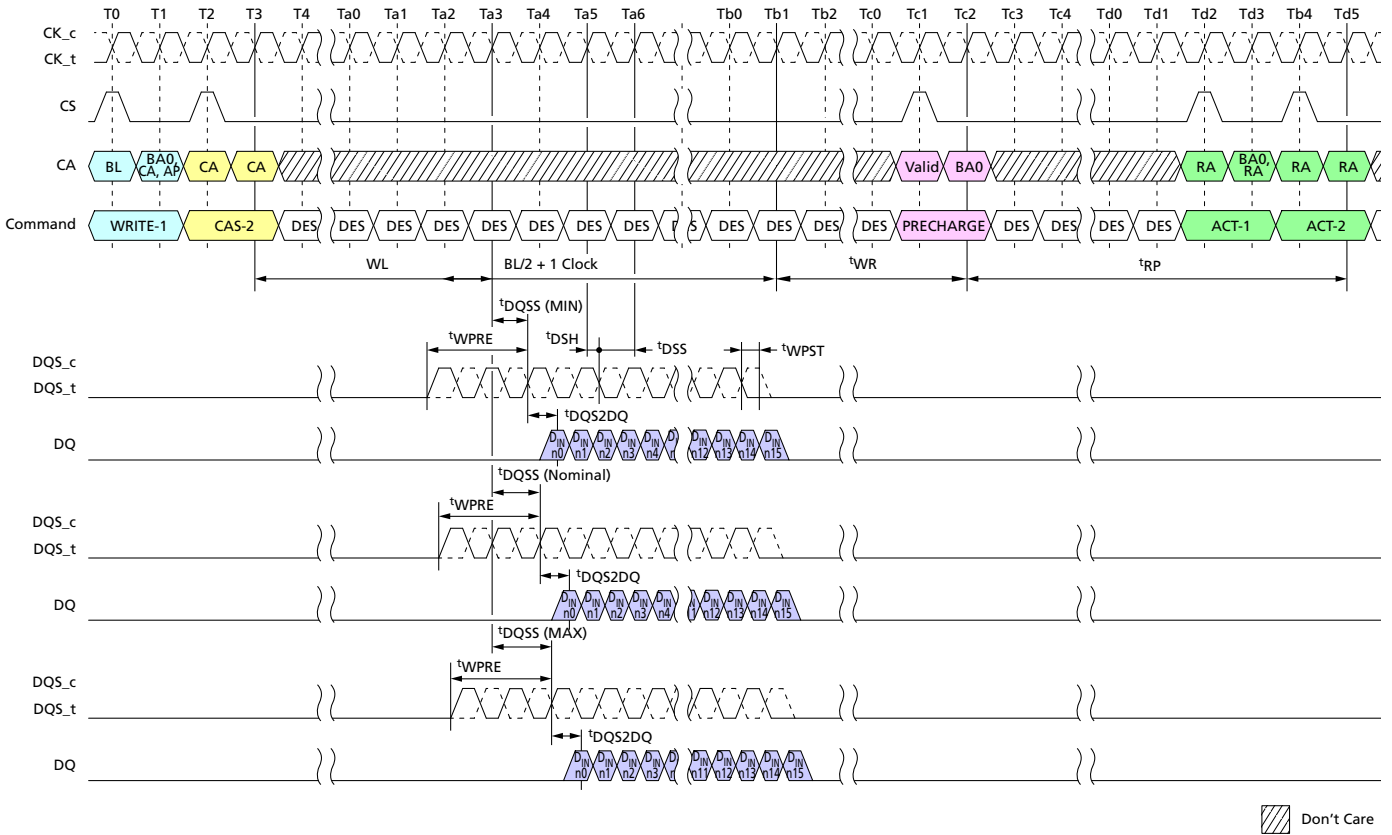 T0 T1 T2 T3 T4 Ta0 Ta1 Ta2 Ta3 Ta4 Ta5 Ta6 Tb0 Tb1 Tb2 Tc0 Tc1 Tc2 Tc3 Tc4 Td0 Td1 Td2 Td3 Tb4 Td5
CK_c
CK_t
CS
CA BL BA0, CA, AP CA CA Valid BA0 RA BA0, RA RA RA
Command WRITE-1 CAS-2 DES DES DES DES DES DES DES DES DES DES DES DES PRECHARGE DES DES DES DES ACT-1 ACT-2
WL BL/2 + 1 Clock tWR tRP
tDQSS (MIN)
tWPRE tDSH tDSS tWPST
DQS_c
DQS_t
tDQS2DQ
DQ DIN n0 DIN n1 DIN n2 DIN n3 DIN n4 DIN n12 DIN n13 DIN n14 DIN n15
tDQSS (Nominal)
tWPRE
DQS_c
DQS_t
tDQS2DQ
DQ DIN n0 DIN n1 DIN n2 DIN n3 DIN n4 DIN n12 DIN n13 DIN n14 DIN n15
tDQSS (MAX)
tWPRE
DQS_c
DQS_t
tDQS2DQ
DQ DIN n0 DIN n1 DIN n2 DIN n3 DIN n11 DIN n12 DIN n13 DIN n14 DIN n15
Don't Care